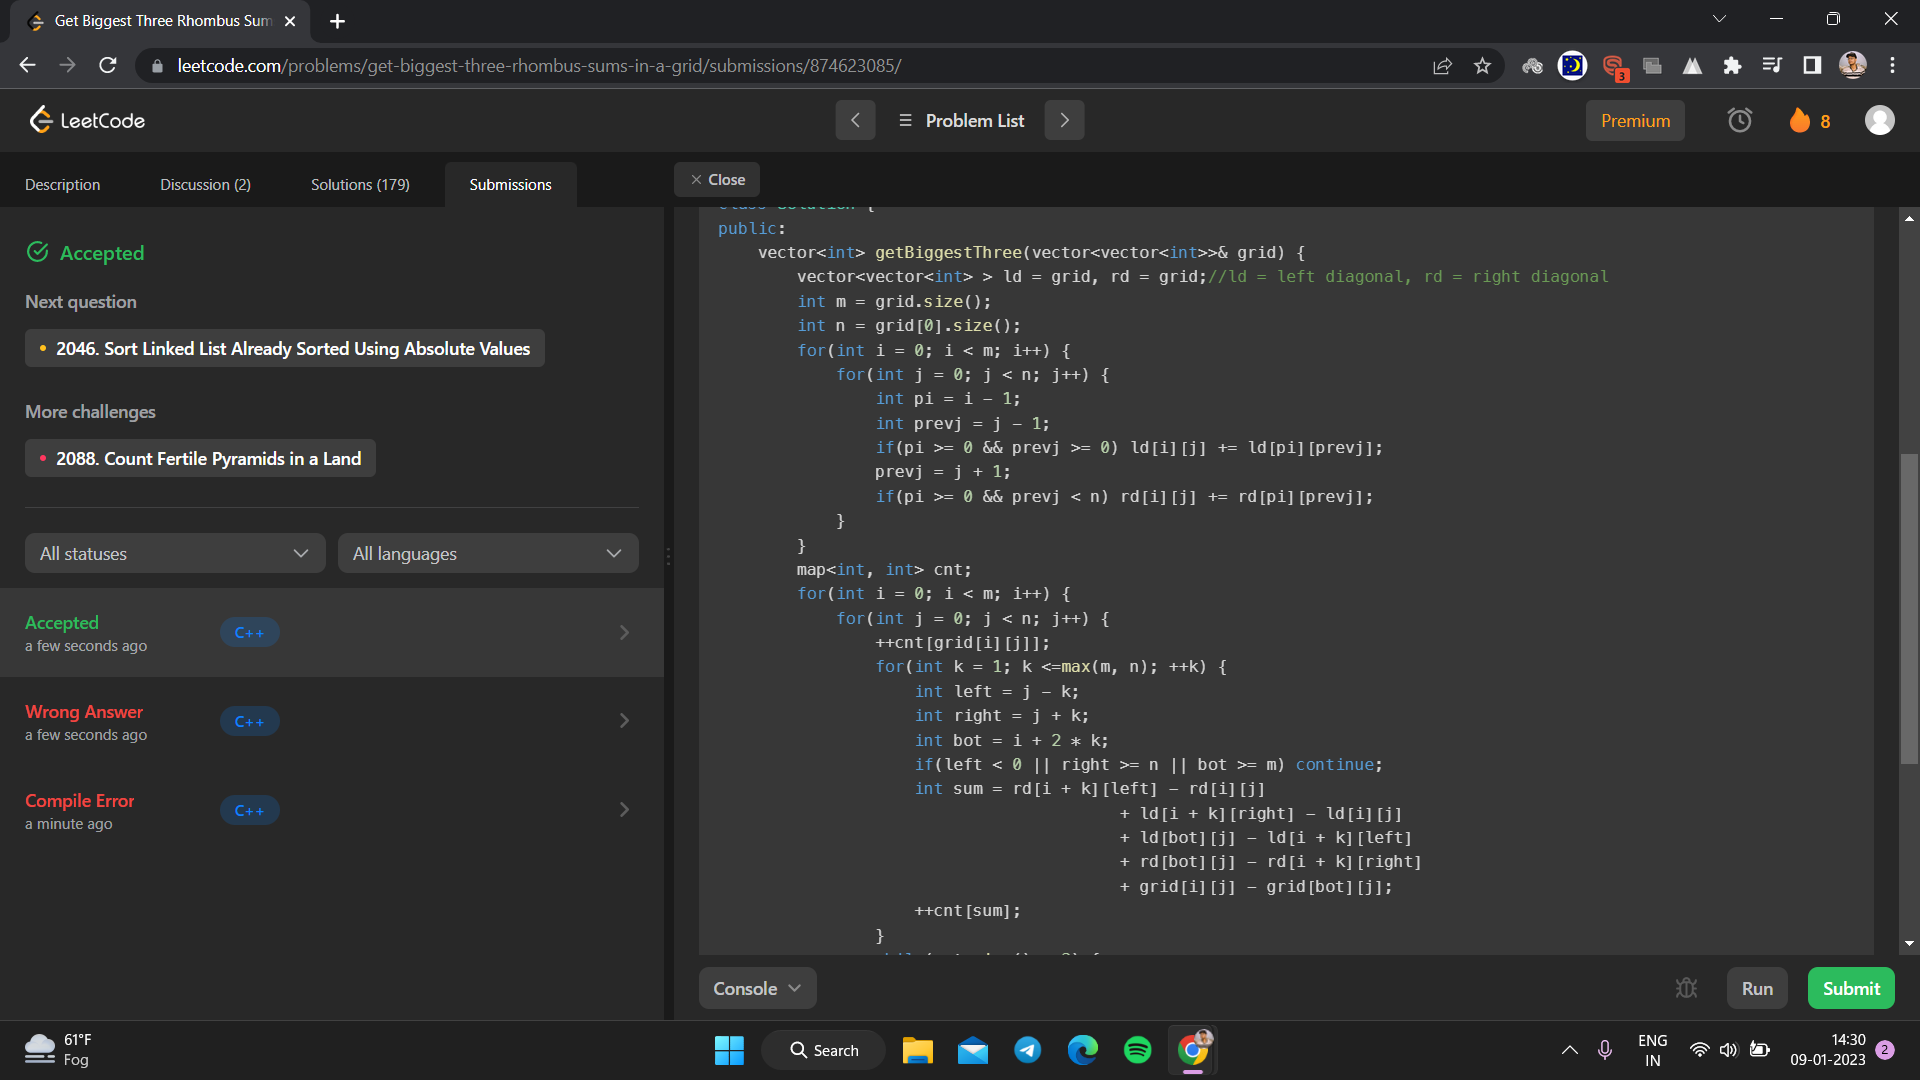 Get Biggest Three Rhombus Sum
leetcode.com/problems/get-biggest-three-rhombus-sums-in-a-grid/submissions/874623085/
3
LeetCode
Problem List
Premium
8
Description
Discussion (2)
Solutions (179)
Submissions
Close
Accepted
Next question
2046. Sort Linked List Already Sorted Using Absolute Values
More challenges
2088. Count Fertile Pyramids in a Land
All statuses
All languages
Accepted
a few seconds ago
C++
Wrong Answer
a few seconds ago
C++
Compile Error
a minute ago
C++
public:
vector<int> getBiggestThree(vector<vector<int>>& grid) {
vector<vector<int> > ld = grid, rd = grid;//ld = left diagonal, rd = right diagonal
int m = grid.size();
int n = grid[0].size();
for(int i = 0; i < m; i++) {
for(int j = 0; j < n; j++) {
int pi = i - 1;
int prevj = j - 1;
if(pi >= 0 && prevj >= 0) ld[i][j] += ld[pi][prevj];
prevj = j + 1;
if(pi >= 0 && prevj < n) rd[i][j] += rd[pi][prevj];
}
}
map<int, int> cnt;
for(int i = 0; i < m; i++) {
for(int j = 0; j < n; j++) {
++cnt[grid[i][j]];
for(int k = 1; k <=max(m, n); ++k) {
int left = j - k;
int right = j + k;
int bot = i + 2 * k;
if(left < 0 || right >= n || bot >= m) continue;
int sum = rd[i + k][left] - rd[i][j]
+ ld[i + k][right] - ld[i][j]
+ ld[bot][j] - ld[i + k][left]
+ rd[bot][j] - rd[i + k][right]
+ grid[i][j] - grid[bot][j];
++cnt[sum];
}
Console
Run
Submit
61°F
Fog
Search
ENG
IN
14:30
09-01-2023
2